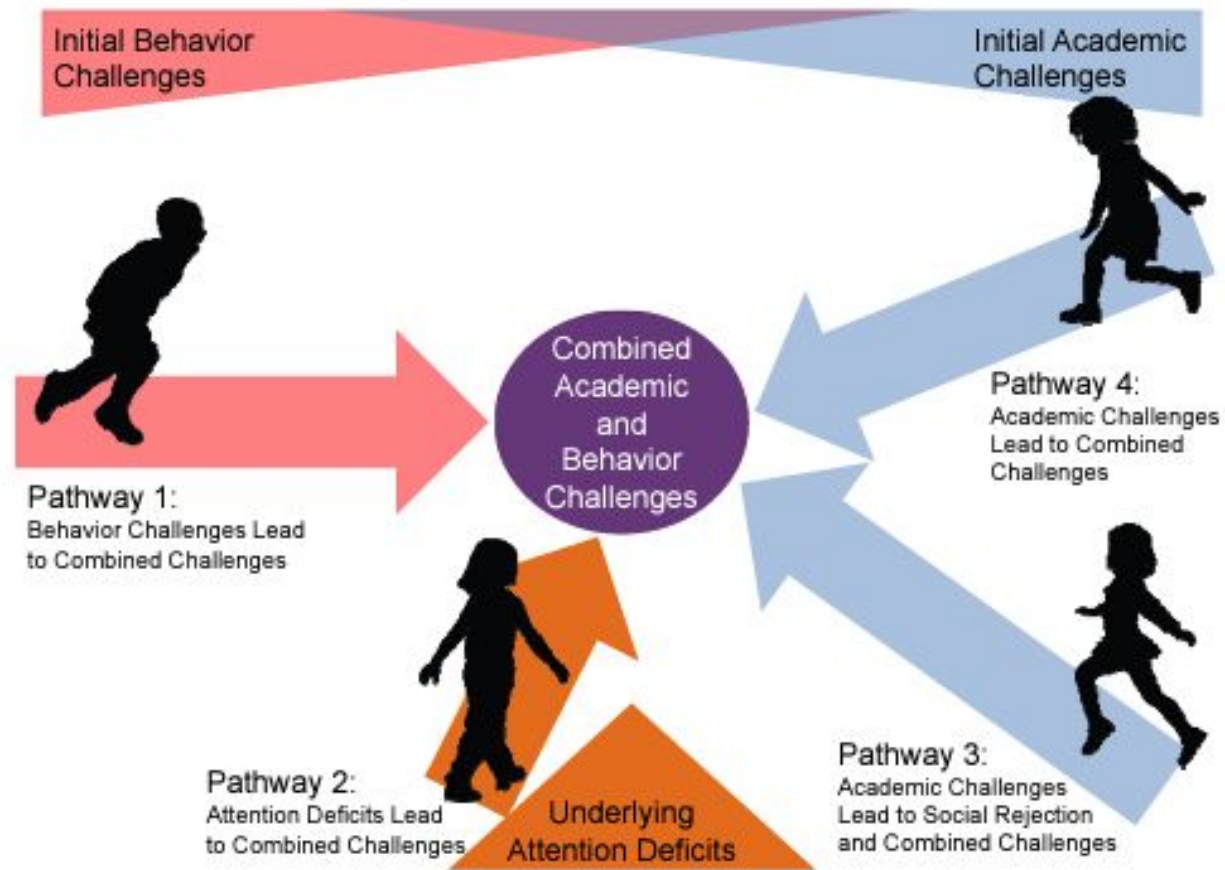 Initial Behavior
Challenges
Initial Academic
Challenges
Combined
Academic
and
Behavior
Challenges
Pathway 1:
Behavior Challenges Lead
to Combined Challenges
Pathway 4:
Academic Challenges
Lead to Combined
Challenges
Pathway 2:
Attention Deficits Lead
to Combined Challenges
Underlying
Attention Deficits
Pathway 3:
Academic Challenges
Lead to Social Rejection
and Combined Challenges